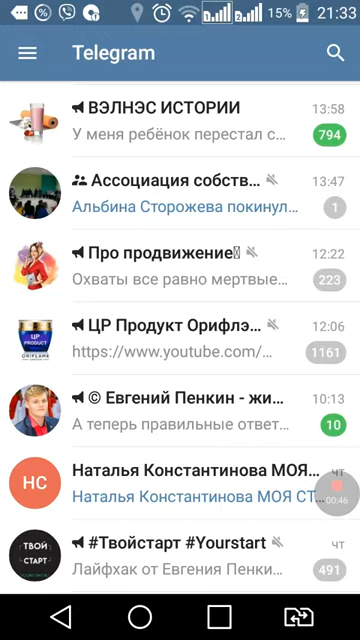 15% 21:33
Telegram
ВЭЛНЭС ИСТОРИИ 13:58
У меня ребёнок перестал с... 794
Ассоциация собств... 13:47
Альбина Сторожева покинул... 1
Про продвижение 12:22
Охваты все равно мертвые... 223
ЦР Продукт Орифлэ... 12:06
https://www.youtube.com/... 1161
ЦР
PRODUCT
ORIFLAME
© Евгений Пенкин - жи... 10:13
А теперь правильные ответ... 10
НС
Наталья Константинова МОЯ... чт
Наталья Константинова МОЯ СТ...
00:46
ТВОЙ
СТАРТ
#Твойстарт #Yourstart чт
Лайфхак от Евгения Пенки... 491